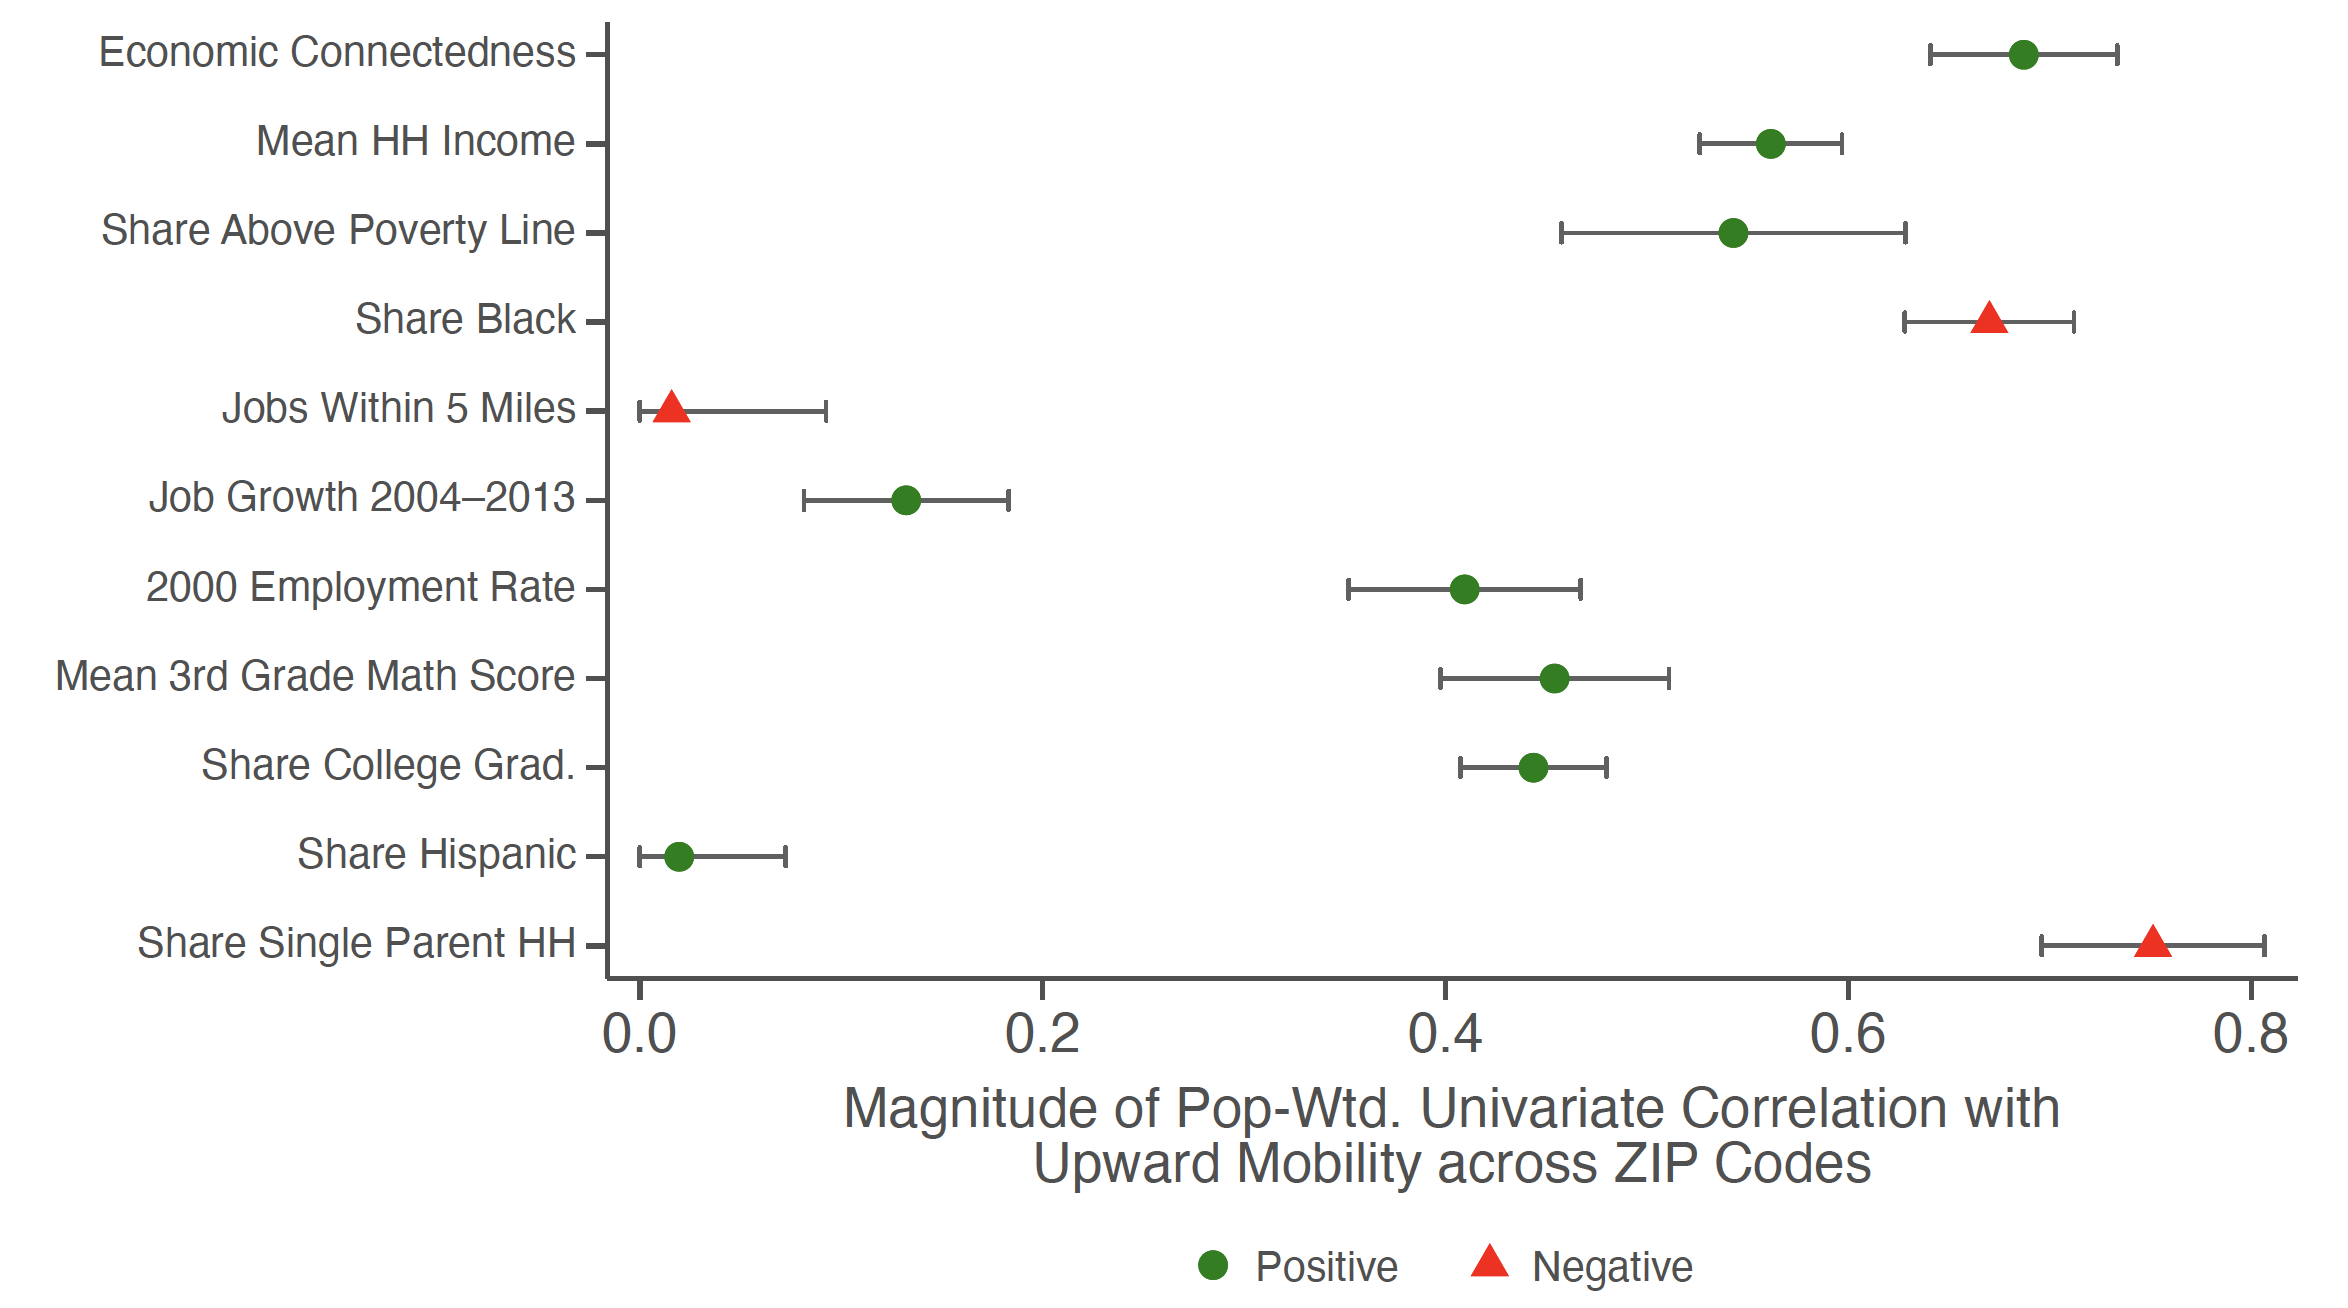 Economic Connectedness
Mean HH Income
Share Above Poverty Line
Share Black
Jobs Within 5 Miles
Job Growth 2004–2013
2000 Employment Rate
Mean 3rd Grade Math Score
Share College Grad.
Share Hispanic
Share Single Parent HH
0.0 0.2 0.4 0.6 0.8
Magnitude of Pop-Wtd. Univariate Correlation with
Upward Mobility across ZIP Codes
Positive Negative